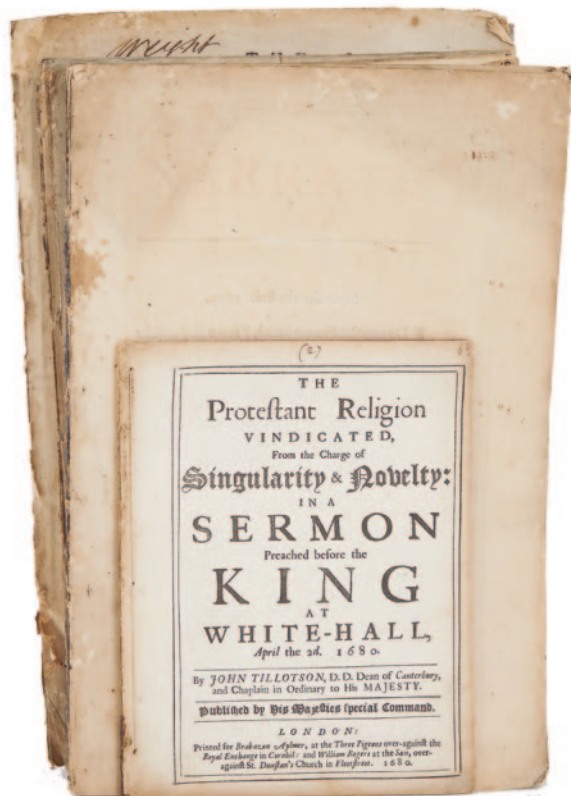 Wright
(2)
THE
Proteſtant Religion
VINDICATED,
From the Charge of
Singularity & Novelty:
IN A
SERMON
Preached before the
KING
AT
WHITE-HALL,
April the 2d. 1680.
By JOHN TILLOTSON, D.D. Dean of Canterbury,
and Chaplain in Ordinary to His MAJESTY.
Publiſhed by His Majeſties ſpecial Command.
LONDON:
Printed for Brabazon Aylmer, at the Three Pigeons over-againſt the
Royal Exchange in Cornhil: and William Rogers at the Sun, over-
againſt St. Dunſtan's Church in Fleetſtreet. 1680.